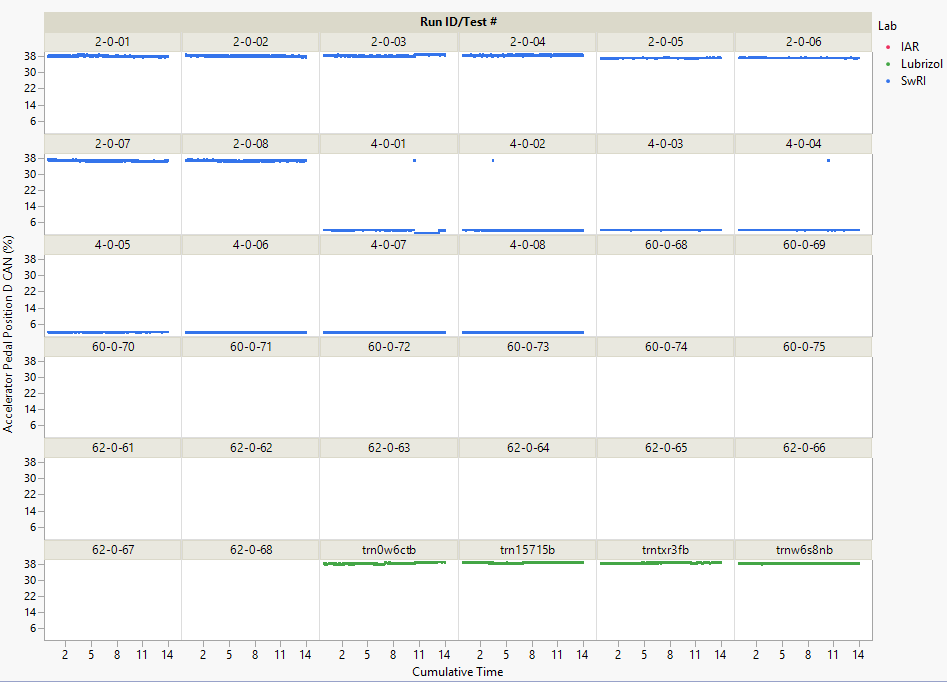 Run ID/Test #
Lab
IAR
Lubrizol
SwRI
2-0-01 2-0-02 2-0-03 2-0-04 2-0-05 2-0-06
38
30
22
14
6
2-0-07 2-0-08 4-0-01 4-0-02 4-0-03 4-0-04
38
30
22
14
6
4-0-05 4-0-06 4-0-07 4-0-08 60-0-68 60-0-69
38
30
22
14
6
60-0-70 60-0-71 60-0-72 60-0-73 60-0-74 60-0-75
38
30
22
14
6
62-0-61 62-0-62 62-0-63 62-0-64 62-0-65 62-0-66
38
30
22
14
6
62-0-67 62-0-68 trn0w6ctb trn15715b trntxr3fb trnw6s8nb
38
30
22
14
6
2 5 8 11 14 2 5 8 11 14 2 5 8 11 14 2 5 8 11 14 2 5 8 11 14 2 5 8 11 14
Cumulative Time
Accelerator Pedal Position D CAN (%)